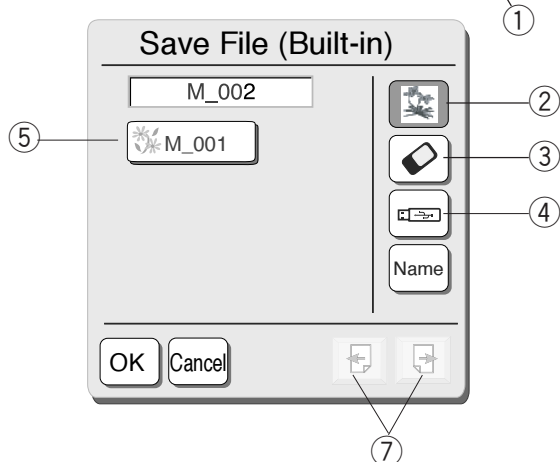 ①
Save File (Built-in)
M_002
②
⑤
M_001
③
④
Name
OK Cancel
⑦